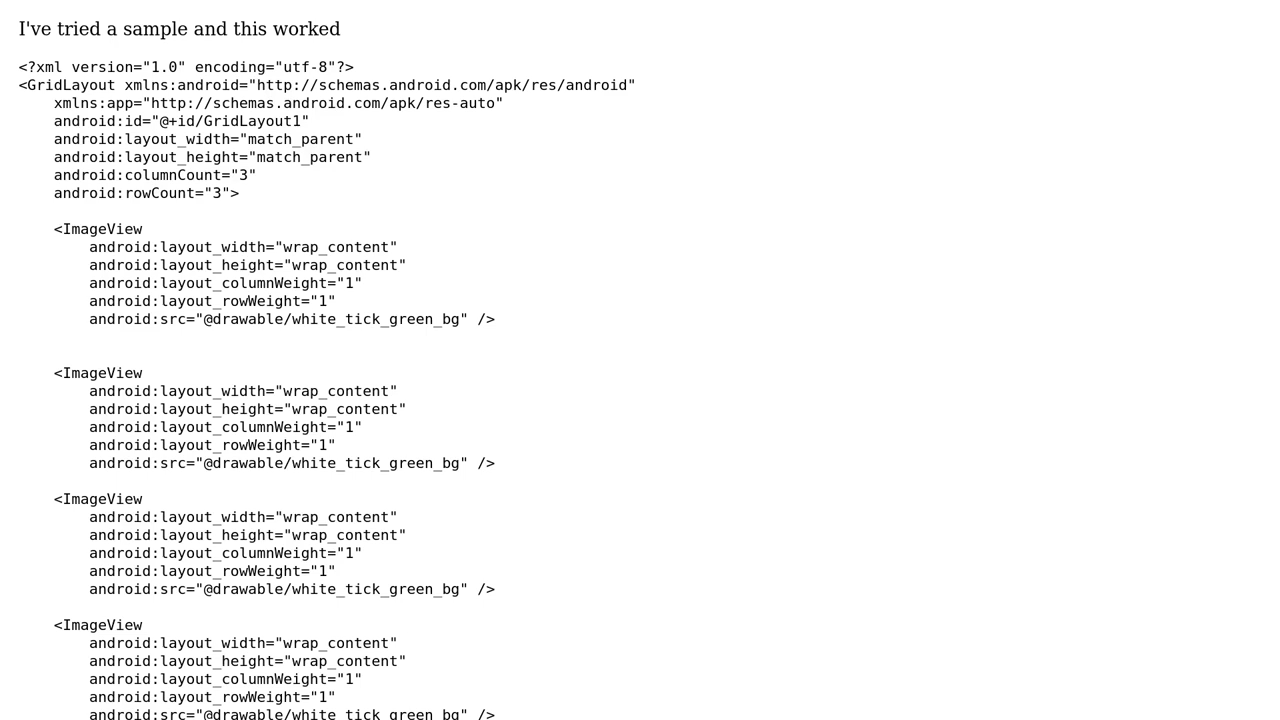 I've tried a sample and this worked
<?xml version="1.0" encoding="utf-8"?>
<GridLayout xmlns:android="http://schemas.android.com/apk/res/android"
    xmlns:app="http://schemas.android.com/apk/res-auto"
    android:id="@+id/GridLayout1"
    android:layout_width="match_parent"
    android:layout_height="match_parent"
    android:columnCount="3"
    android:rowCount="3">

    <ImageView
        android:layout_width="wrap_content"
        android:layout_height="wrap_content"
        android:layout_columnWeight="1"
        android:layout_rowWeight="1"
        android:src="@drawable/white_tick_green_bg" />


    <ImageView
        android:layout_width="wrap_content"
        android:layout_height="wrap_content"
        android:layout_columnWeight="1"
        android:layout_rowWeight="1"
        android:src="@drawable/white_tick_green_bg" />

    <ImageView
        android:layout_width="wrap_content"
        android:layout_height="wrap_content"
        android:layout_columnWeight="1"
        android:layout_rowWeight="1"
        android:src="@drawable/white_tick_green_bg" />

    <ImageView
        android:layout_width="wrap_content"
        android:layout_height="wrap_content"
        android:layout_columnWeight="1"
        android:layout_rowWeight="1"
        android:src="@drawable/white_tick_green_bg" />